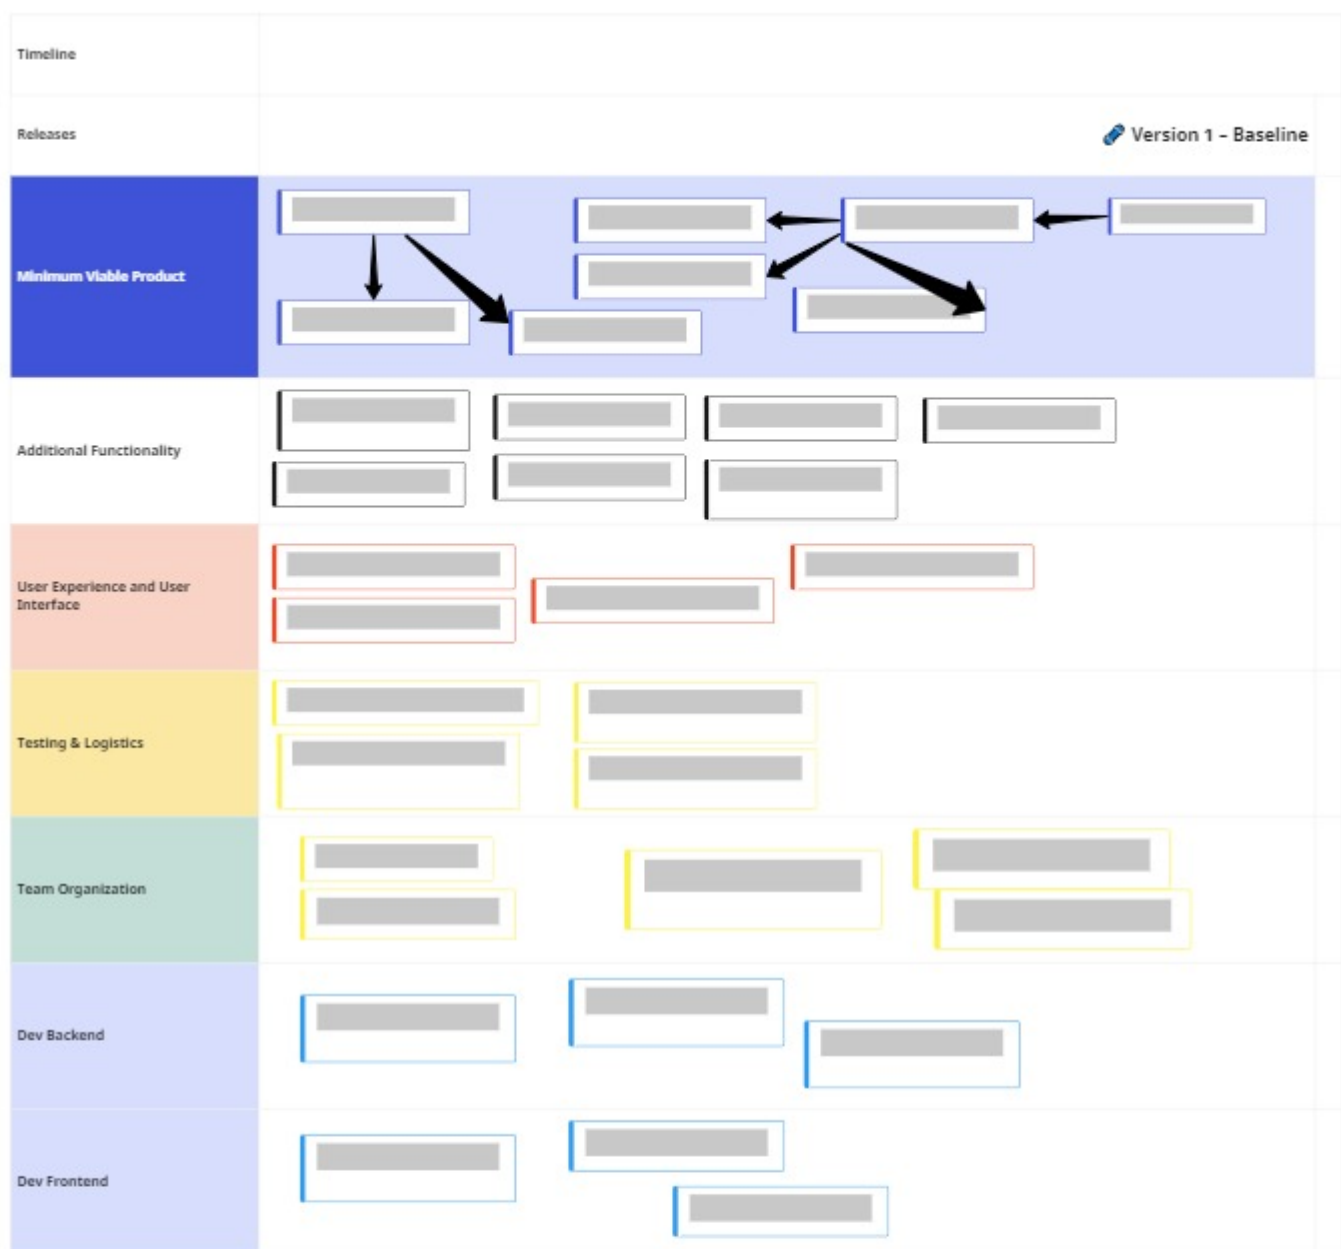 Timeline
Releases
Version 1 – Baseline
Minimum Viable Product
Additional Functionality
User Experience and User
Interface
Testing & Logistics
Team Organization
Dev Backend
Dev Frontend